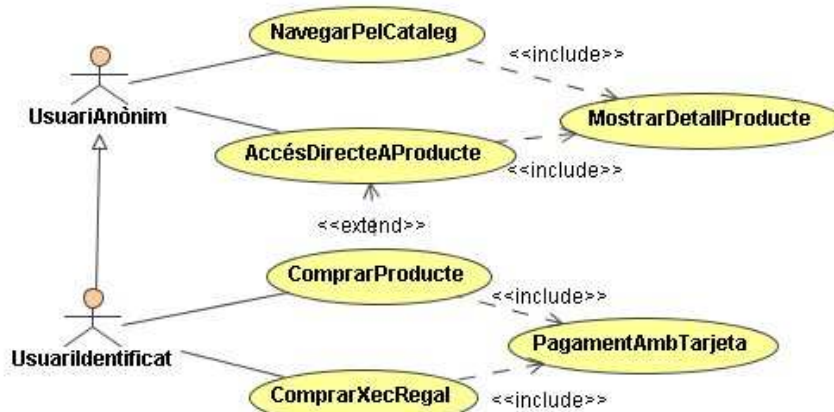 NavegarPelCataleg
<<include>>
UsuariAnònim
MostrarDetallProducte
AccésDirecteAProducte
<<include>>
<<extend>>
ComprarProducte
<<include>>
UsuariIdentificat
PagamentAmbTarjeta
ComprarXecRegal
<<include>>